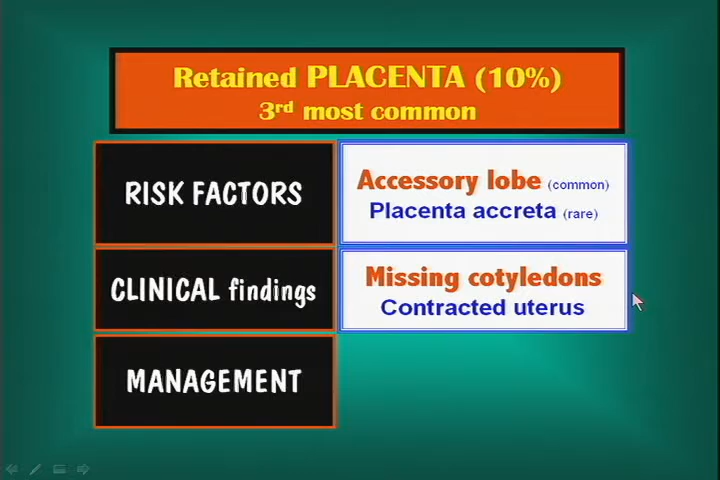 Retained PLACENTA (10%)
3rd most common
RISK FACTORS
Accessory lobe (common)
Placenta accreta (rare)
CLINICAL findings
Missing cotyledons
Contracted uterus
MANAGEMENT